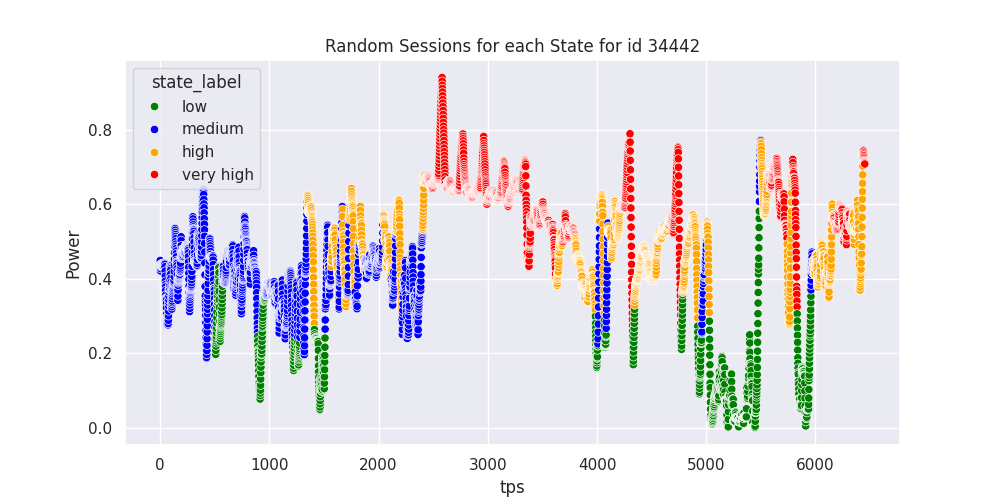 Random Sessions for each State for id 34442
state_label
low
medium
high
very high
Power
0.8
0.6
0.4
0.2
0.0
0 1000 2000 3000 4000 5000 6000
tps